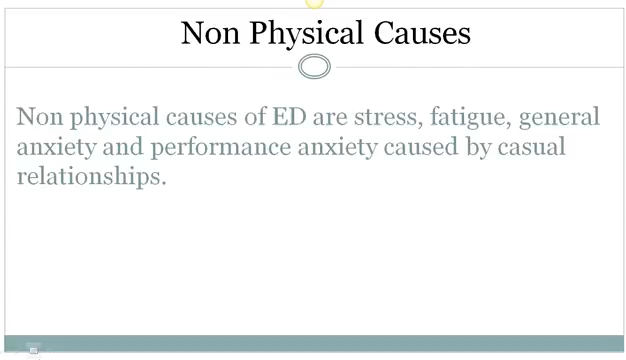 Non Physical Causes
Non physical causes of ED are stress, fatigue, general
anxiety and performance anxiety caused by casual
relationships.